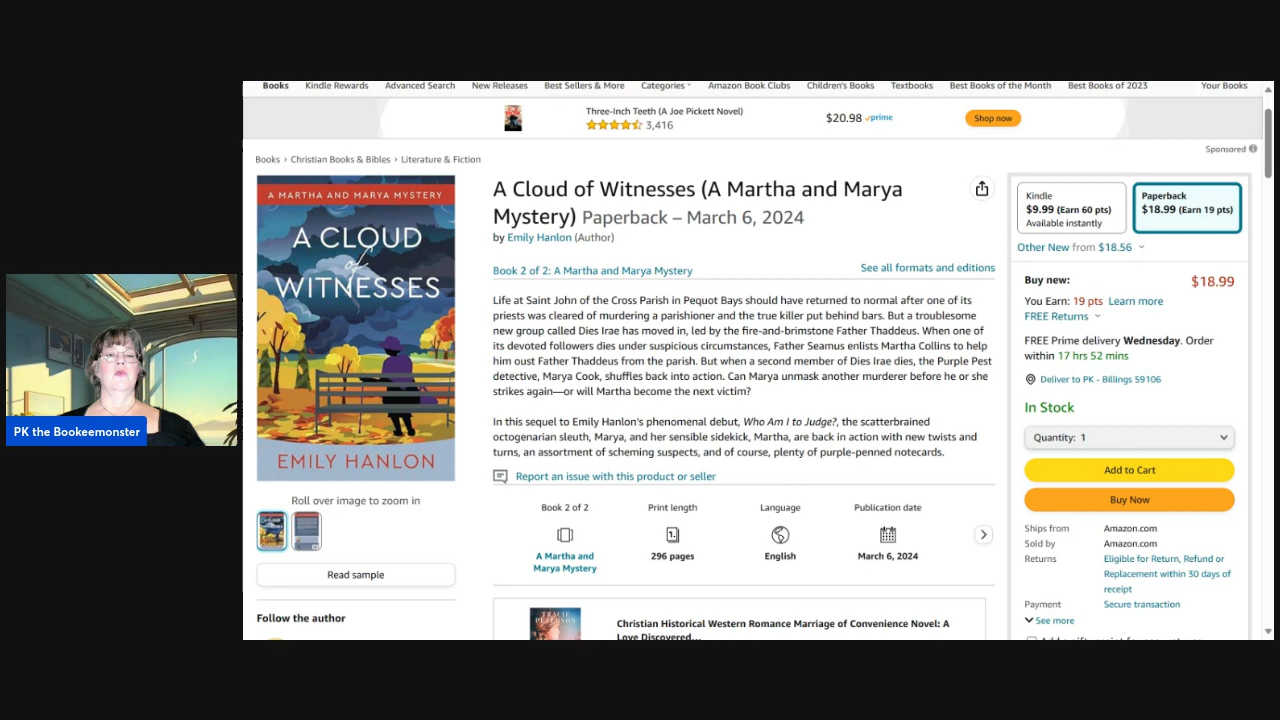 Books Kindle Rewards Advanced Search New Releases Best Sellers & More Categories Amazon Book Clubs Children's Books Textbooks Best Books of the Month Best Books of 2023 Your Books
Three-Inch Teeth (A Joe Pickett Novel)
3,416
$20.98 prime
Shop now
Sponsored
Books › Christian Books & Bibles › Literature & Fiction
A MARTHA AND MARYA MYSTERY
A CLOUD
of
WITNESSES
EMILY HANLON
Roll over image to zoom in
Read sample
Follow the author
A Cloud of Witnesses (A Martha and Marya
Mystery) Paperback – March 6, 2024
by Emily Hanlon (Author)
Book 2 of 2: A Martha and Marya Mystery
See all formats and editions
Life at Saint John of the Cross Parish in Pequot Bays should have returned to normal after one of its
priests was cleared of murdering a parishioner and the true killer put behind bars. But a troublesome
new group called Dies Irae has moved in, led by the fire-and-brimstone Father Thaddeus. When one of
its devoted followers dies under suspicious circumstances, Father Seamus enlists Martha Collins to help
him oust Father Thaddeus from the parish. But when a second member of Dies Irae dies, the Purple Pest
detective, Marya Cook, shuffles back into action. Can Marya unmask another murderer before he or she
strikes again—or will Martha become the next victim?
In this sequel to Emily Hanlon's phenomenal debut, Who Am I to Judge?, the scatterbrained
octogenarian sleuth, Marya, and her sensible sidekick, Martha, are back in action with new twists and
turns, an assortment of scheming suspects, and of course, plenty of purple-penned notecards.
Report an issue with this product or seller
Book 2 of 2
A Martha and
Marya Mystery
Print length
296 pages
Language
English
Publication date
March 6, 2024
TRACIE
PETERSON
Christian Historical Western Romance Marriage of Convenience Novel: A
Love Discovered...
Kindle
$9.99 (Earn 60 pts)
Available instantly
Paperback
$18.99 (Earn 19 pts)
Other New from $18.56
Buy new:
$18.99
You Earn: 19 pts Learn more
FREE Returns
FREE Prime delivery Wednesday. Order
within 17 hrs 52 mins
Deliver to PK - Billings 59106
In Stock
Quantity: 1
Add to Cart
Buy Now
Ships from Amazon.com
Sold by Amazon.com
Returns Eligible for Return, Refund or
Replacement within 30 days of
receipt
Payment Secure transaction
See more
PK the Bookeemonster